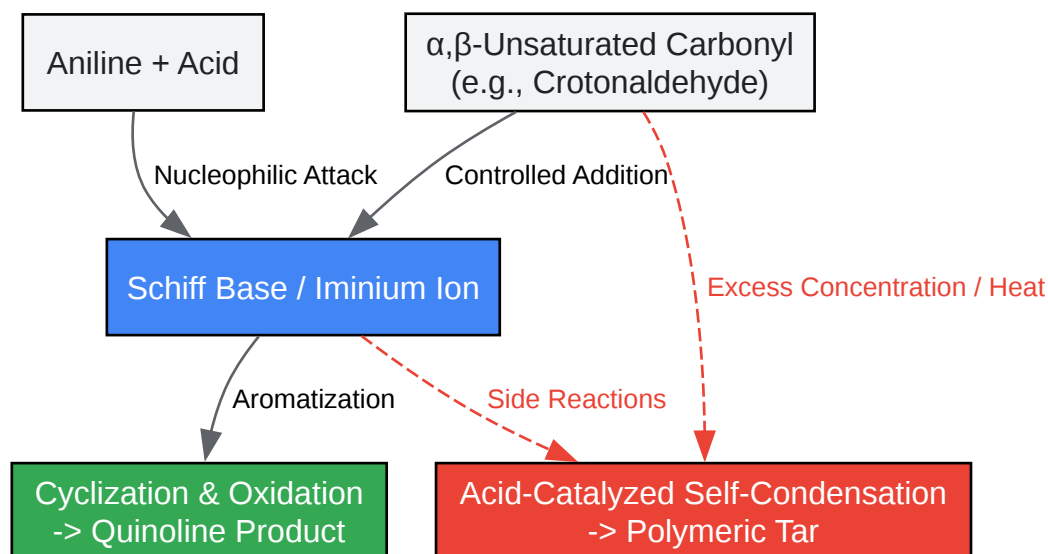 Aniline + Acid
α,β-Unsaturated Carbonyl
(e.g., Crotonaldehyde)
Nucleophilic Attack
Controlled Addition
Schiff Base / Iminium Ion
Excess Concentration / Heat
Aromatization
Side Reactions
Cyclization & Oxidation
-> Quinoline Product
Acid-Catalyzed Self-Condensation
-> Polymeric Tar